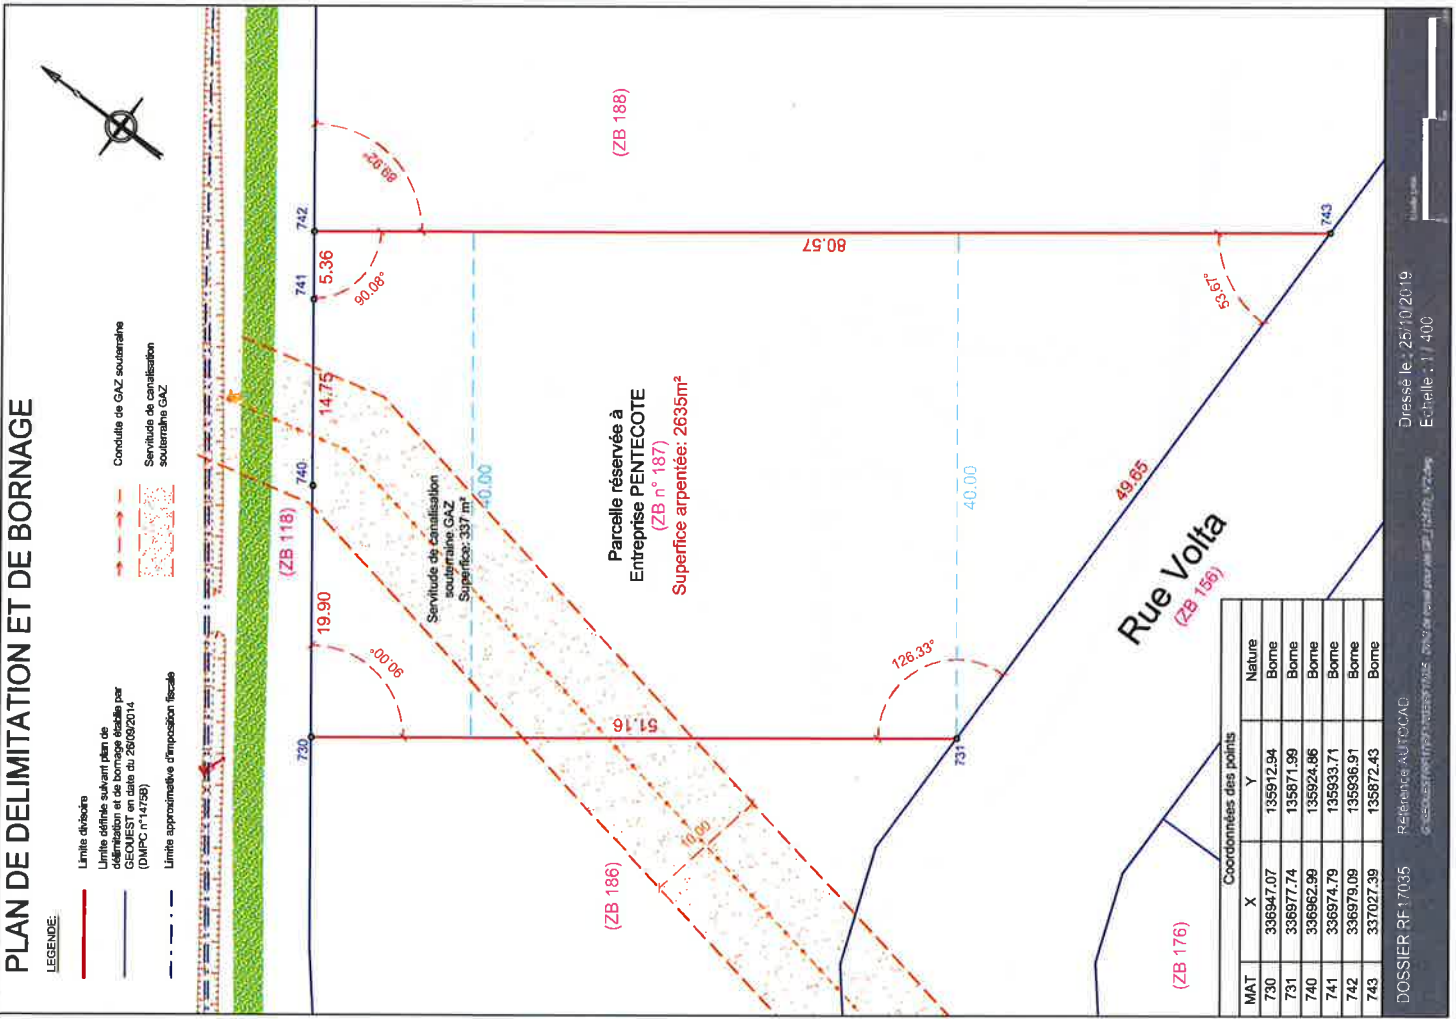 PLAN DE DELIMITATION ET DE BORNAGE
LEGENDE:
Limite divisoire
Limite définie suivant plan de
délimitation et de bornage établie par
GEOUEST en date du 26/09/2014
(DMPC n°1475B)
Limite approximative d'imposition fiscale
Conduite de GAZ souterraine
Servitude de canalisation
souterraine GAZ
(ZB 118)
730
19.90
740
14.75
741
5.36
742
90.00°
90.08°
89.92°
(ZB 188)
Servitude de canalisation
souterraine GAZ
Superficie: 337 m²
40.00
Parcelle réservée à
Entreprise PENTECOTE
(ZB n° 187)
Superficie arpentée: 2635m²
51.16
80.57
10.00
(ZB 186)
40.00
126.33°
731
53.67°
743
49.65
Rue Volta
(ZB 156)
(ZB 176)
Coordonnées des points
MAT X Y Nature
730 336947.07 135912.94 Borne
731 336977.74 135871.99 Borne
740 336962.99 135924.86 Borne
741 336974.79 135933.71 Borne
742 336979.09 135936.91 Borne
743 337027.39 135872.43 Borne
DOSSIER RF17035
Référence AUTOCAD
Dressé le : 25/10/2019
Echelle : 1 / 400